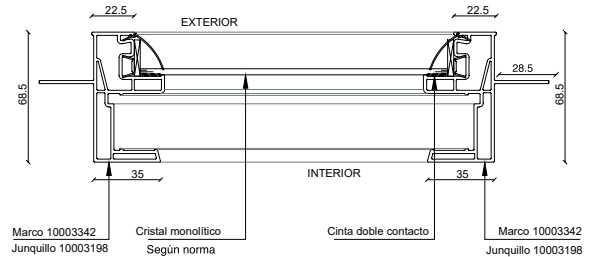 22.5
22.5
EXTERIOR
68.5
28.5
68.5
35
INTERIOR
35
Marco 10003342
Junquillo 10003198
Cristal monolítico
Según norma
Cinta doble contacto
Marco 10003342
Junquillo 10003198